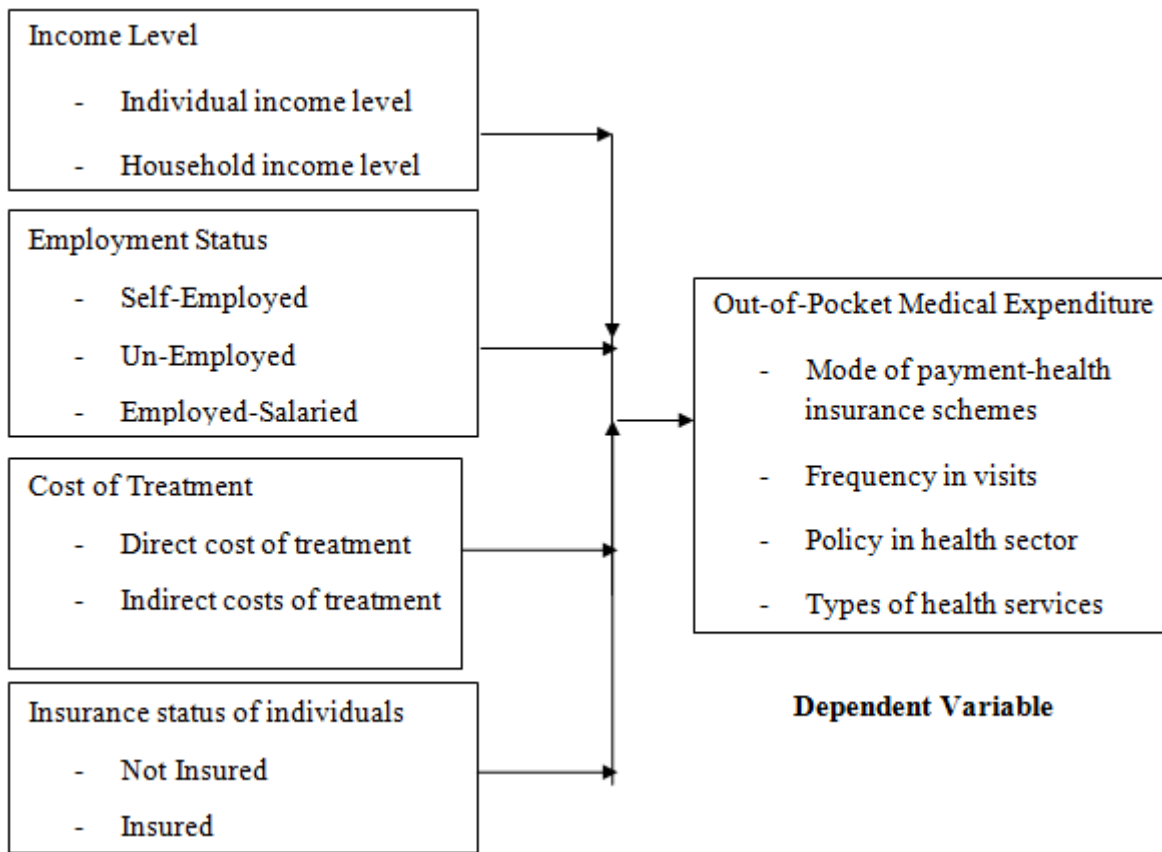 Income Level
- Individual income level
- Household income level
Employment Status
- Self-Employed
- Un-Employed
- Employed-Salaried
Cost of Treatment
- Direct cost of treatment
- Indirect costs of treatment
Insurance status of individuals
- Not Insured
- Insured
Out-of-Pocket Medical Expenditure
- Mode of payment-health
insurance schemes
- Frequency in visits
- Policy in health sector
- Types of health services
Dependent Variable